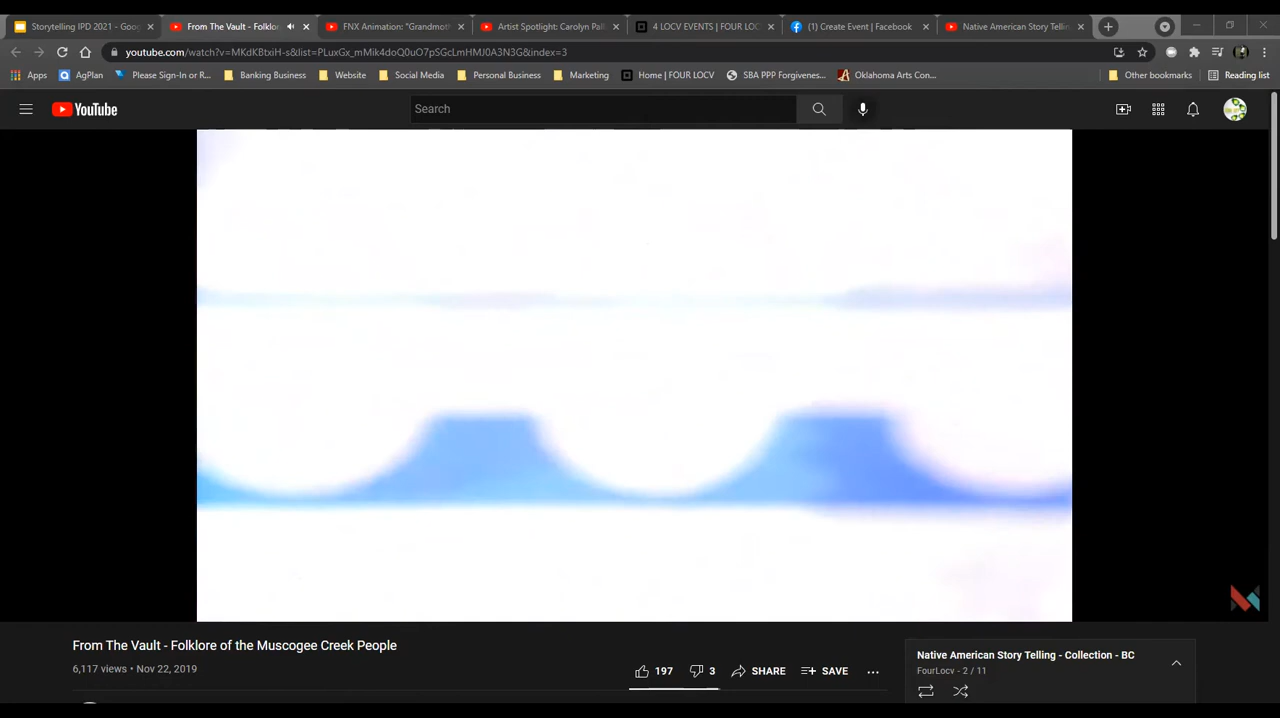 Storytelling IPD 2021 - Goog
From The Vault - Folklor
FNX Animation: "Grandmoth
Artist Spotlight: Carolyn Pall
4 LOCV EVENTS | FOUR LOC
(1) Create Event | Facebook
Native American Story Tellin
youtube.com/watch?v=MKdKBtxiH-s&list=PLuxGx_mMik4doQ0uO7pSGcLmHMJ0A3N3G&index=3
Apps
AgPlan
Please Sign-In or R...
Banking Business
Website
Social Media
Personal Business
Marketing
Home | FOUR LOCV
SBA PPP Forgivenes...
Oklahoma Arts Con...
Other bookmarks
Reading list
YouTube
Search
From The Vault - Folklore of the Muscogee Creek People
6,117 views • Nov 22, 2019
197
3
SHARE
SAVE
Native American Story Telling - Collection - BC
FourLocv - 2 / 11